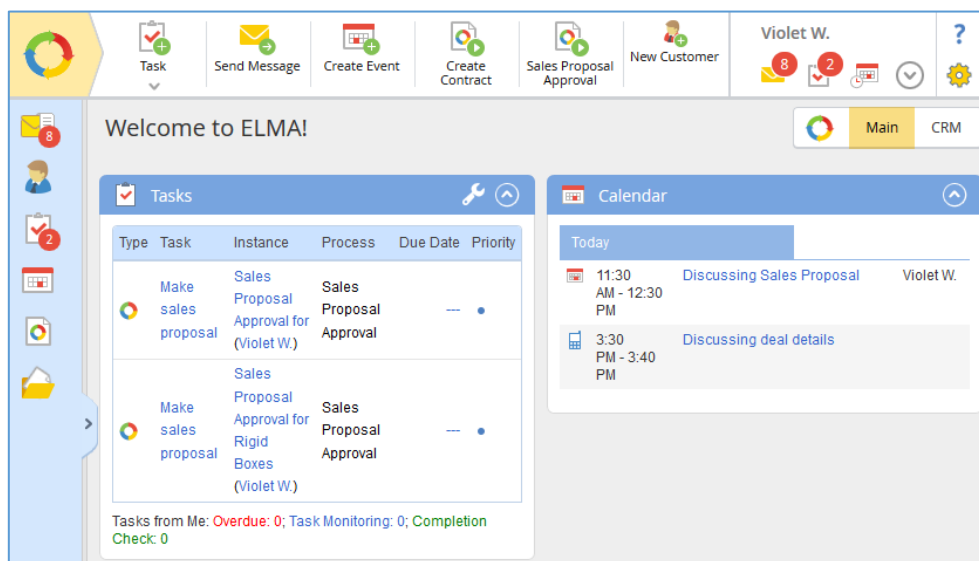 Task
Send Message
Create Event
Create
Contract
Sales Proposal
Approval
New Customer
Violet W.
8
2
?
8
2
Welcome to ELMA!
Main
CRM
Tasks
Type Task Instance Process Due Date Priority
Make
sales
proposal
Sales
Proposal
Approval for
(Violet W.)
Sales
Proposal
Approval
---
Make
sales
proposal
Sales
Proposal
Approval for
Rigid
Boxes
(Violet W.)
Sales
Proposal
Approval
---
Tasks from Me: Overdue: 0; Task Monitoring: 0; Completion
Check: 0
Calendar
Today
11:30
AM - 12:30
PM
Discussing Sales Proposal
Violet W.
3:30
PM - 3:40
PM
Discussing deal details